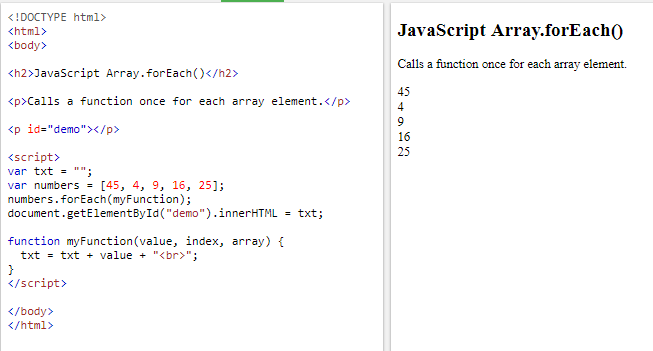 <!DOCTYPE html>
<html>
<body>
<h2>JavaScript Array.forEach()</h2>
<p>Calls a function once for each array element.</p>
<p id="demo"></p>
<script>
var txt = "";
var numbers = [45, 4, 9, 16, 25];
numbers.forEach(myFunction);
document.getElementById("demo").innerHTML = txt;
function myFunction(value, index, array) {
  txt = txt + value + "<br>";
}
</script>
</body>
</html>
JavaScript Array.forEach()
Calls a function once for each array element.
45
4
9
16
25